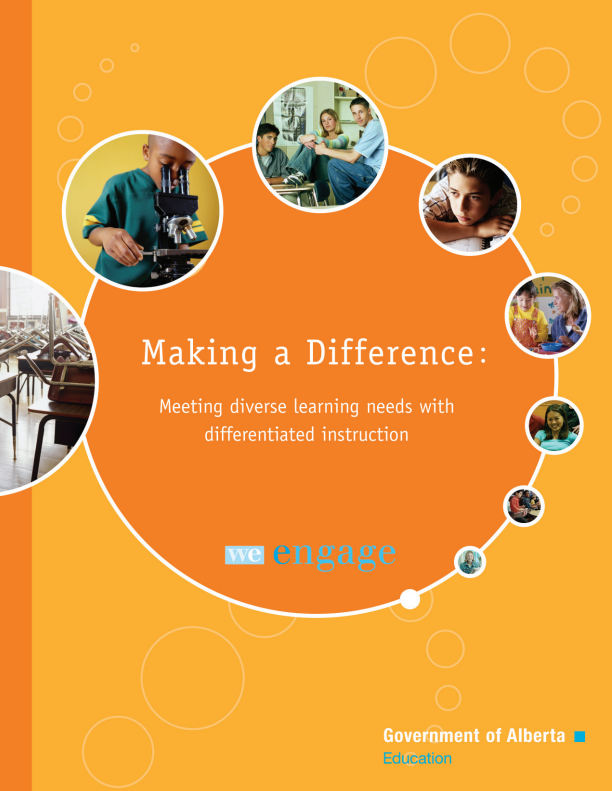 Making a Difference:
Meeting diverse learning needs with
differentiated instruction
we engage
Government of Alberta
Education